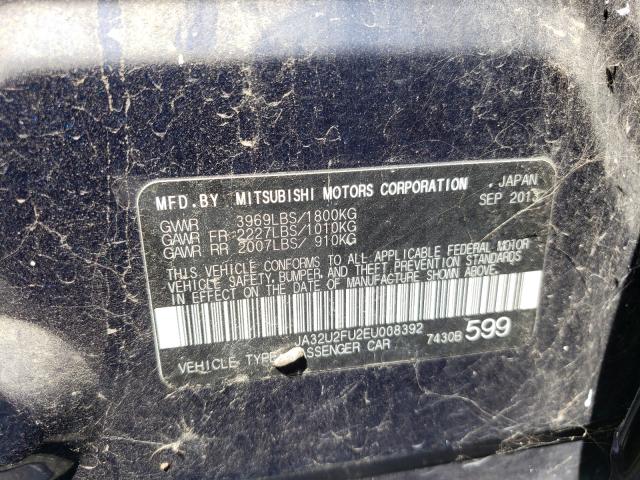 MFD.BY MITSUBISHI MOTORS CORPORATION JAPAN
GVWR 3969LBS/1800KG SEP 2013
GAWR FR 2227LBS/1010KG
GAWR RR 2007LBS/ 910KG
THIS VEHICLE CONFORMS TO ALL APPLICABLE FEDERAL MOTOR
VEHICLE SAFETY, BUMPER, AND THEFT PREVENTION STANDARDS
IN EFFECT ON THE DATE OF MANUFACTURE SHOWN ABOVE.
JA32U2FU2EU008392
VEHICLE TYPE: PASSENGER CAR 7430B 599